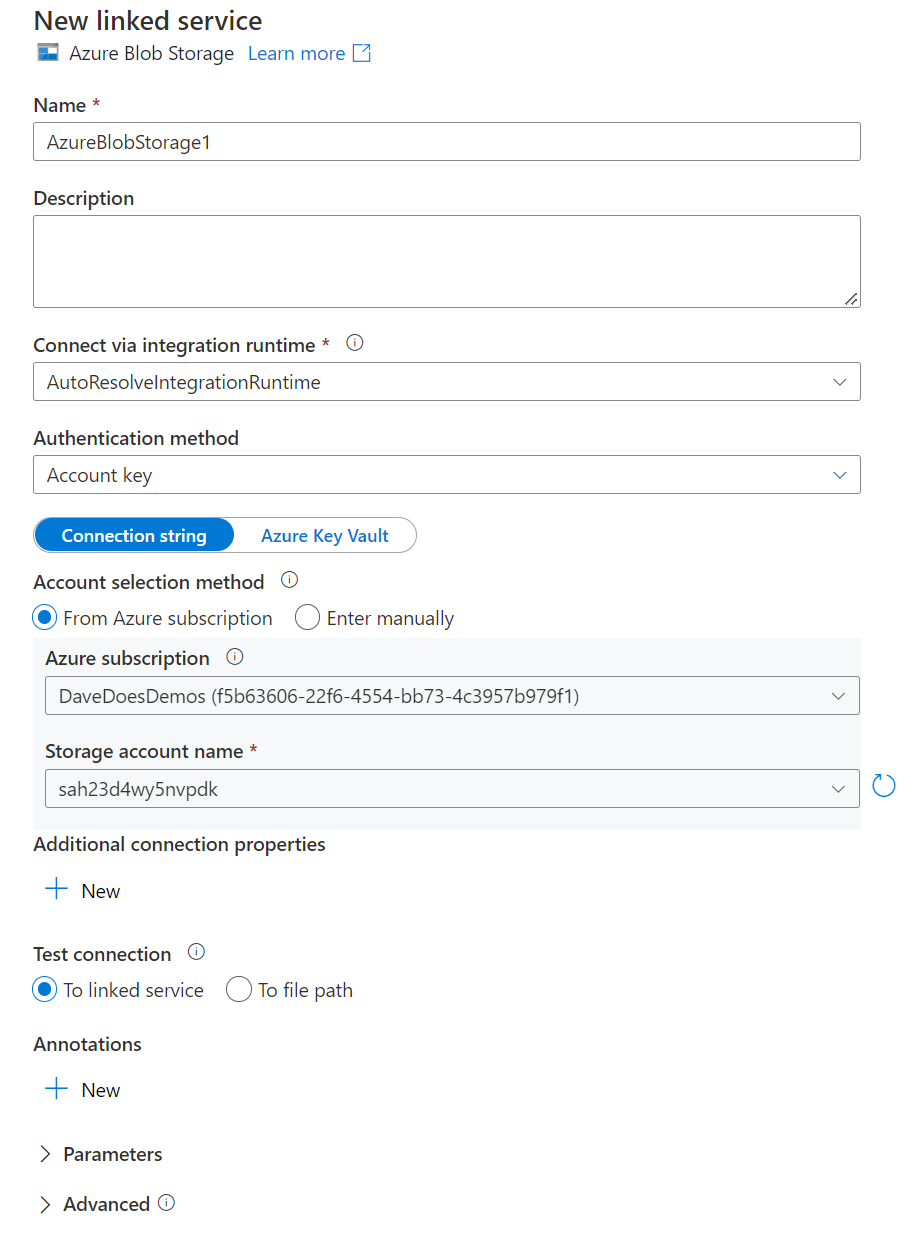 New linked service
Azure Blob Storage Learn more
Name *
AzureBlobStorage1
Description
Connect via integration runtime *
AutoResolveIntegrationRuntime
Authentication method
Account key
Connection string Azure Key Vault
Account selection method
From Azure subscription Enter manually
Azure subscription
DaveDoesDemos (f5b63606-22f6-4554-bb73-4c3957b979f1)
Storage account name *
sah23d4wy5nvpdk
Additional connection properties
New
Test connection
To linked service To file path
Annotations
New
Parameters
Advanced